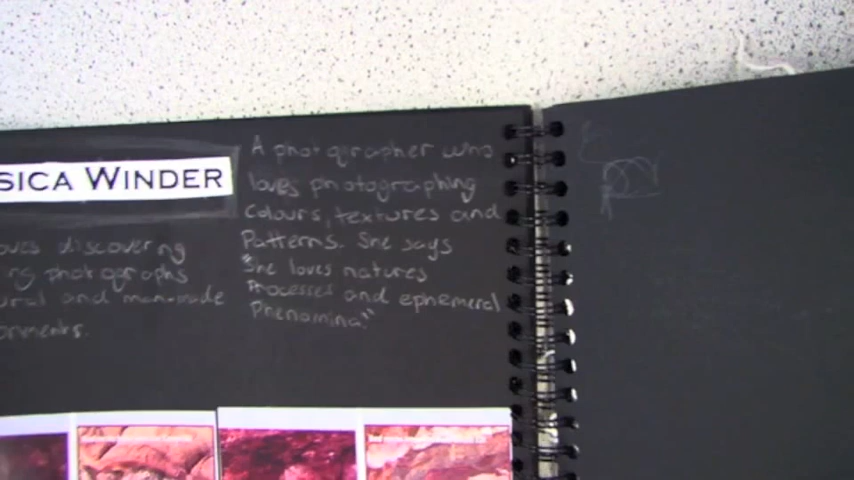 SICA WINDER
oves discovering
ng photographs
ural and man-made
onments.
A photographer who
loves photographing
colours, textures and
Patterns. She says
"She loves natures
Processes and ephemeral
Phenomina."